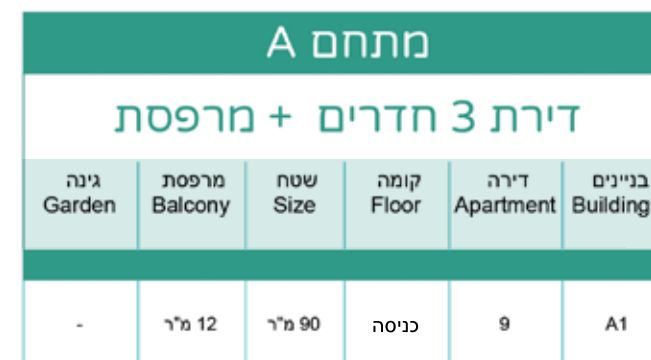 מתחם A
דירת 3 חדרים + מרפסת
בניינים דירה קומה שטח מרפסת גינה
Building Apartment Floor Size Balcony Garden
A1 9 כניסה 90 מ"ר 12 מ"ר -